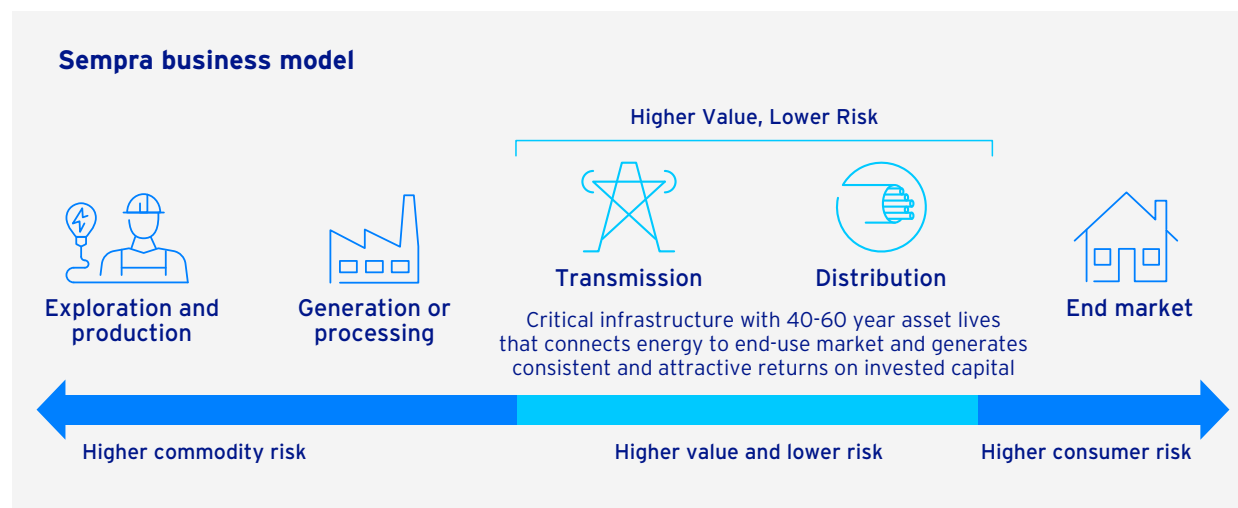 Sempra business model
Higher Value, Lower Risk
Exploration and
production
Generation or
processing
Transmission
Distribution
Critical infrastructure with 40-60 year asset lives
that connects energy to end-use market and generates
consistent and attractive returns on invested capital
End market
Higher commodity risk
Higher value and lower risk
Higher consumer risk